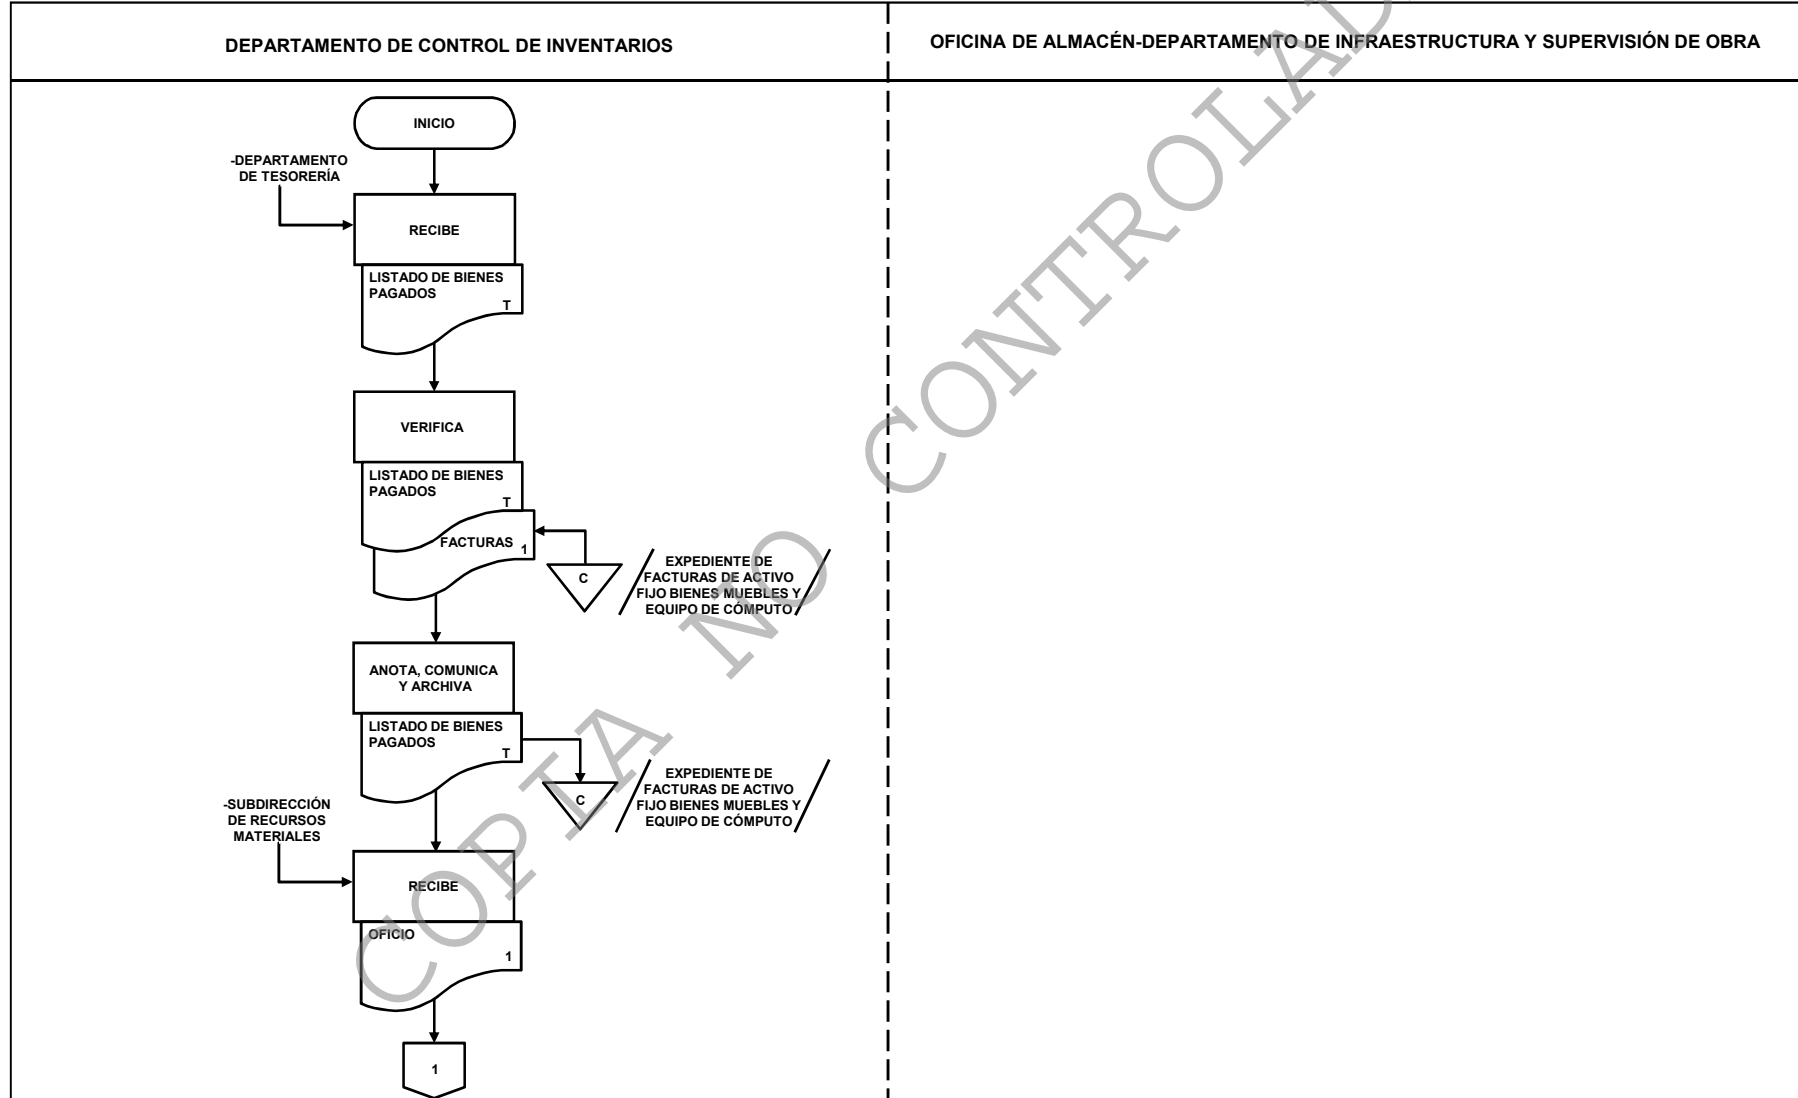 DEPARTAMENTO DE CONTROL DE INVENTARIOS
OFICINA DE ALMACÉN-DEPARTAMENTO DE INFRAESTRUCTURA Y SUPERVISIÓN DE OBRA
INICIO
-DEPARTAMENTO
DE TESORERÍA
RECIBE
LISTADO DE BIENES
PAGADOS
T
VERIFICA
LISTADO DE BIENES
PAGADOS
T
FACTURAS
1
C
EXPEDIENTE DE
FACTURAS DE ACTIVO
FIJO BIENES MUEBLES Y
EQUIPO DE CÓMPUTO
ANOTA, COMUNICA
Y ARCHIVA
LISTADO DE BIENES
PAGADOS
T
C
EXPEDIENTE DE
FACTURAS DE ACTIVO
FIJO BIENES MUEBLES Y
EQUIPO DE CÓMPUTO
-SUBDIRECCIÓN
DE RECURSOS
MATERIALES
RECIBE
OFICIO
1
1
COPIA NO CONTROLAD